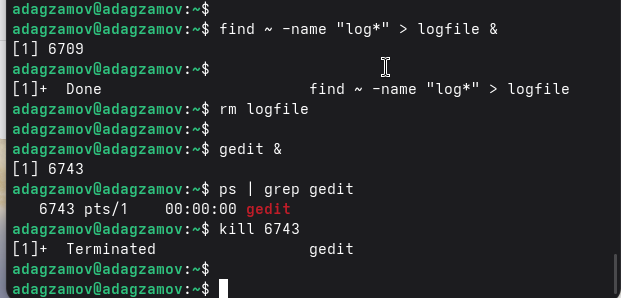 adagzamov@adagzamov:~$
adagzamov@adagzamov:~$ find ~ -name "log*" > logfile &
[1] 6709
adagzamov@adagzamov:~$
[1]+  Done                       find ~ -name "log*" > logfile
adagzamov@adagzamov:~$ rm logfile
adagzamov@adagzamov:~$
adagzamov@adagzamov:~$ gedit &
[1] 6743
adagzamov@adagzamov:~$ ps | grep gedit
   6743 pts/1    00:00:00 gedit
adagzamov@adagzamov:~$ kill 6743
[1]+  Terminated                 gedit
adagzamov@adagzamov:~$
adagzamov@adagzamov:~$